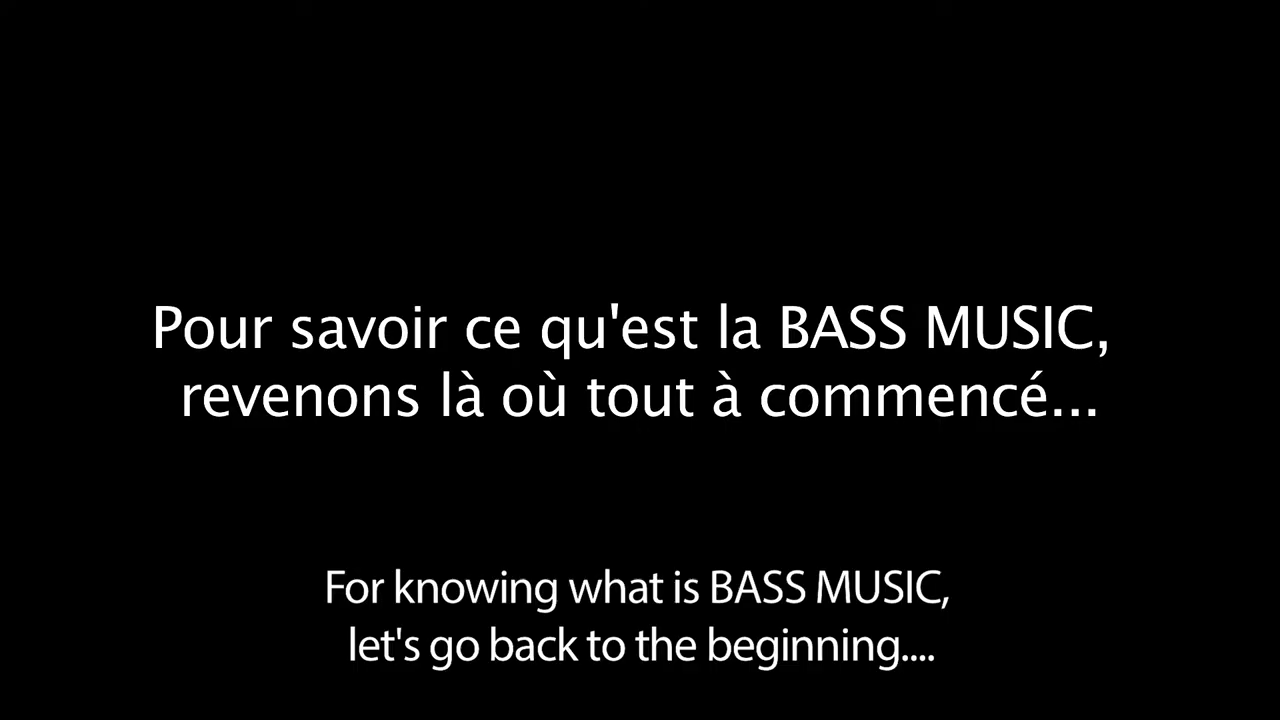 Pour savoir ce qu'est la BASS MUSIC,
revenons là où tout à commencé...
For knowing what is BASS MUSIC,
let's go back to the beginning....